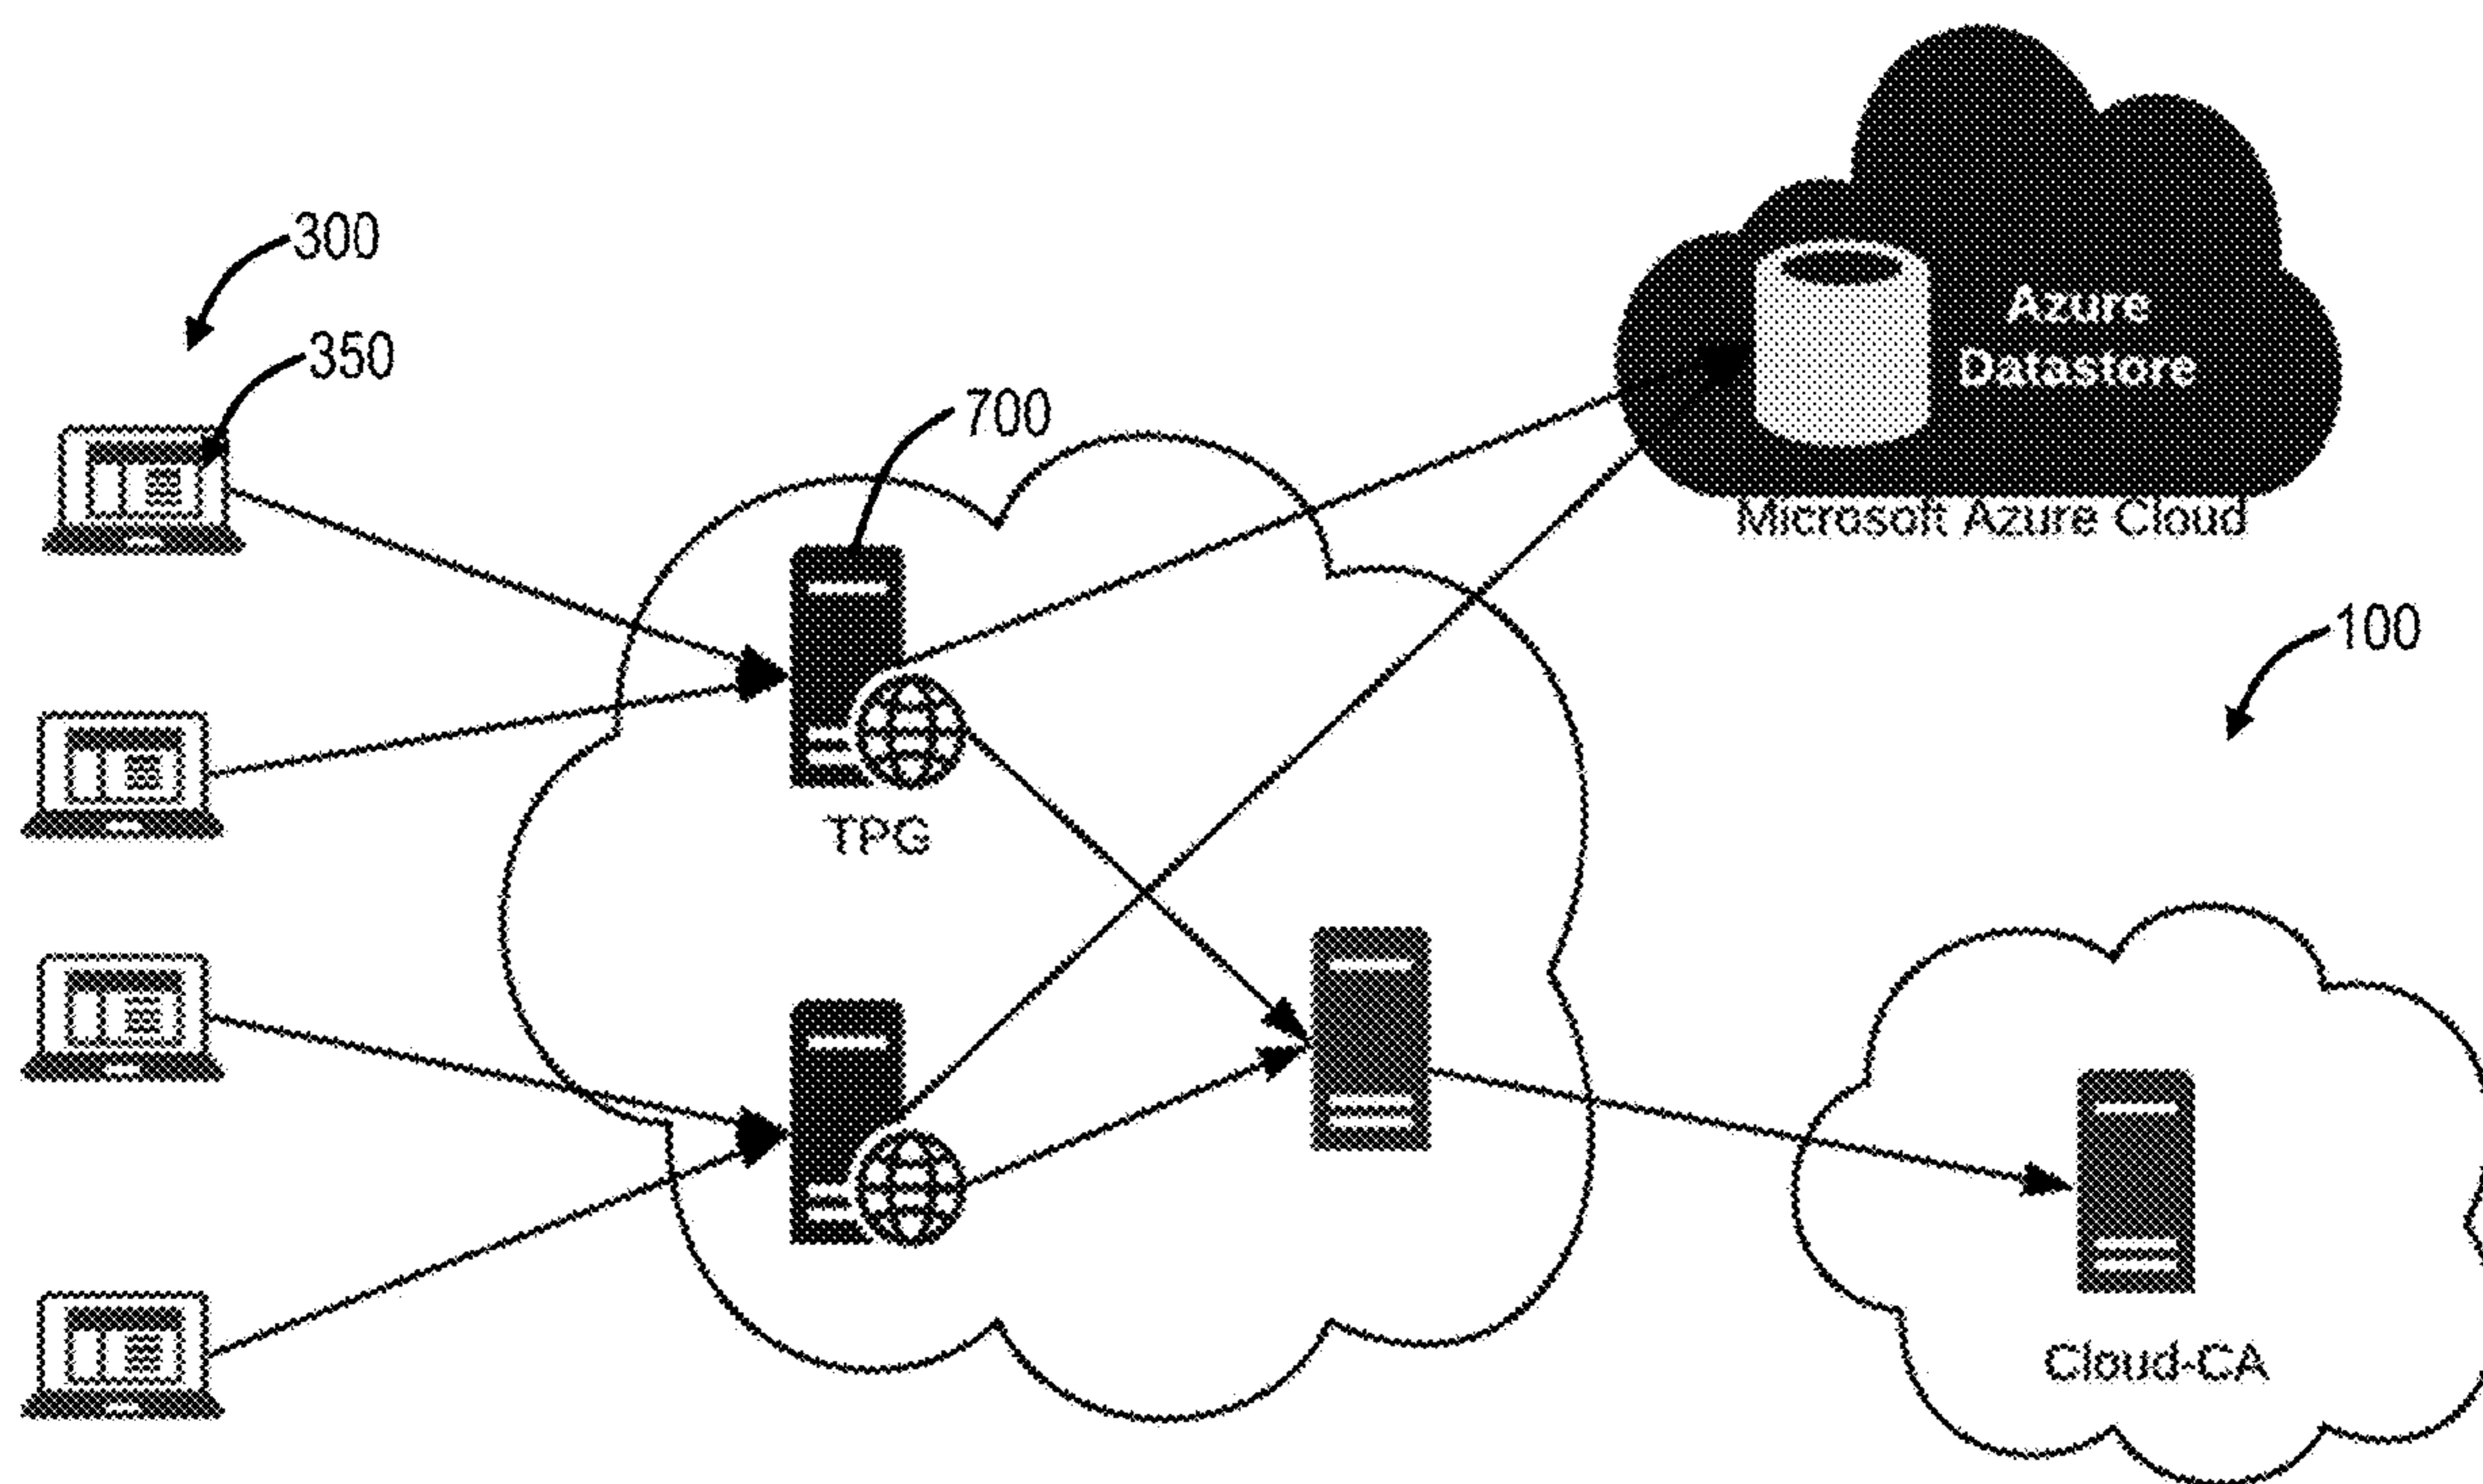 300
350
700
Azure
Datastore
Microsoft Azure Cloud
100
TPG
Cloud-CA